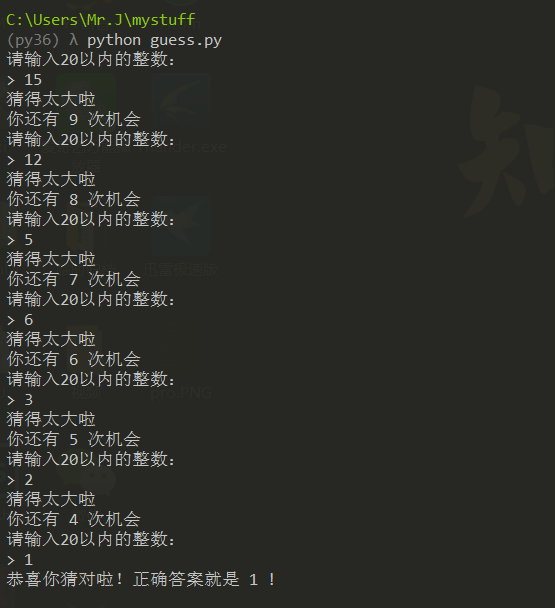 C:\Users\Mr.J\mystuff
(py36) λ python guess.py
请输入20以内的整数:
> 15
猜得太大啦
你还有 9 次机会
请输入20以内的整数:
> 12
猜得太大啦
你还有 8 次机会
请输入20以内的整数:
> 5
猜得太大啦
你还有 7 次机会
请输入20以内的整数:
> 6
猜得太大啦
你还有 6 次机会
请输入20以内的整数:
> 3
猜得太大啦
你还有 5 次机会
请输入20以内的整数:
> 2
猜得太大啦
你还有 4 次机会
请输入20以内的整数:
> 1
恭喜你猜对啦! 正确答案就是 1 !